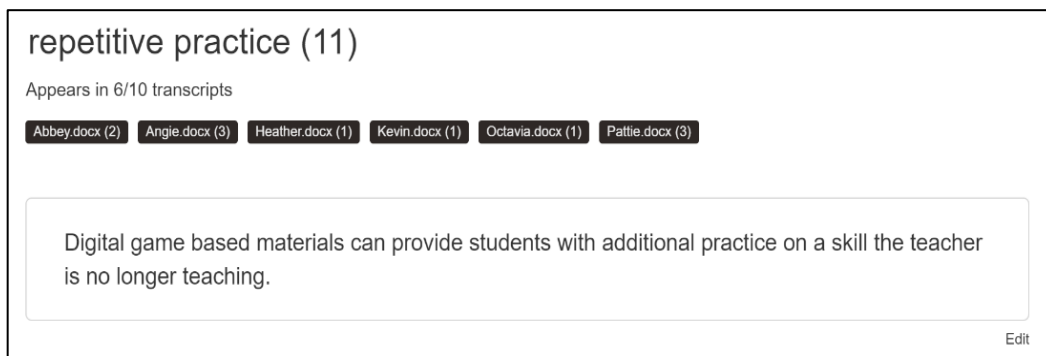 repetitive practice (11)
Appears in 6/10 transcripts
Abbey.docx (2) Angie.docx (3) Heather.docx (1) Kevin.docx (1) Octavia.docx (1) Pattie.docx (3)
Digital game based materials can provide students with additional practice on a skill the teacher
is no longer teaching.
Edit